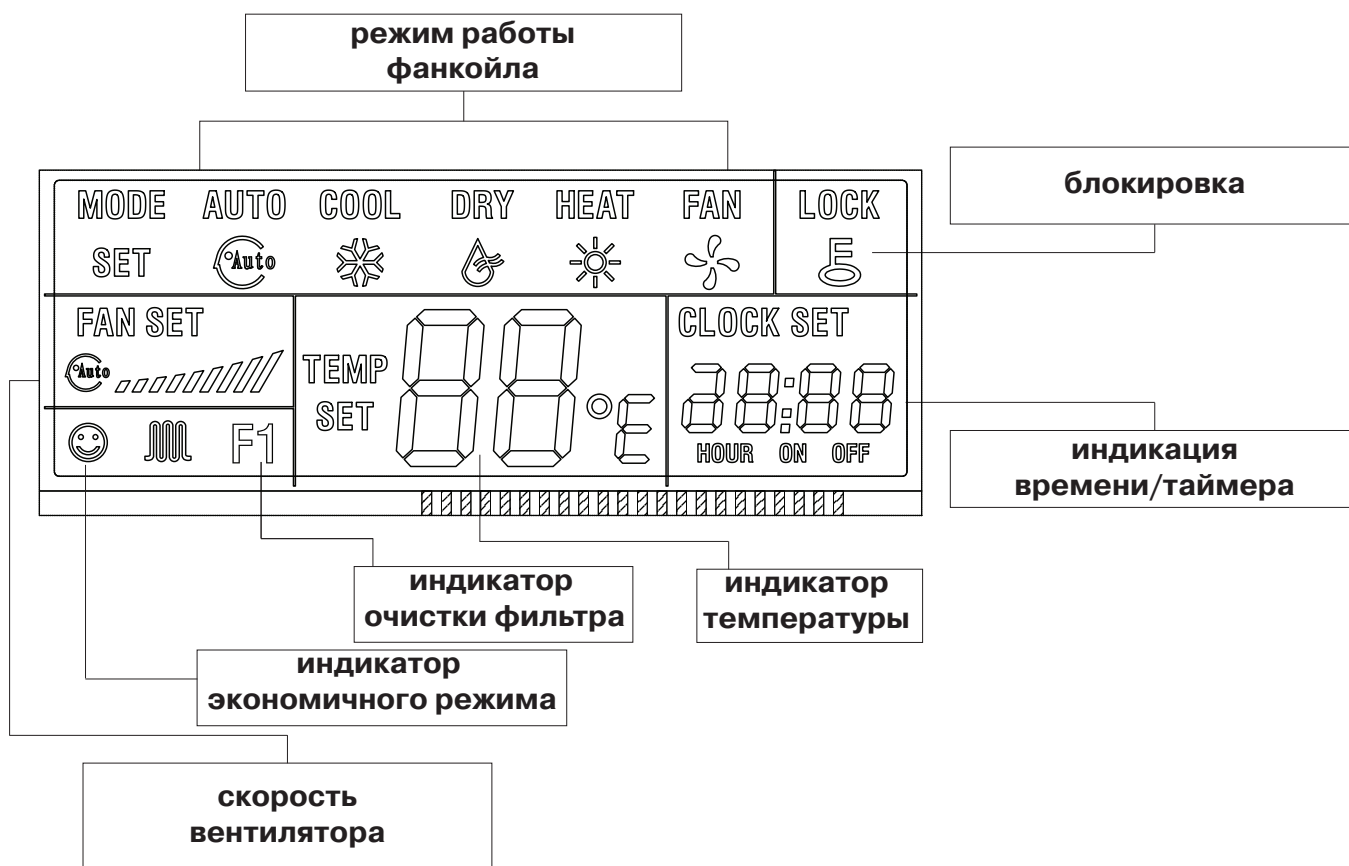 режим работы
фанкойла
блокировка
MODE AUTO COOL DRY HEAT FAN LOCK
SET Auto
FAN SET
Auto
TEMP
SET
88°E
CLOCK SET
28:88
HOUR ON OFF
F1
индикация
времени/таймера
индикатор
очистки фильтра
индикатор
температуры
индикатор
экономичного режима
скорость
вентилятора